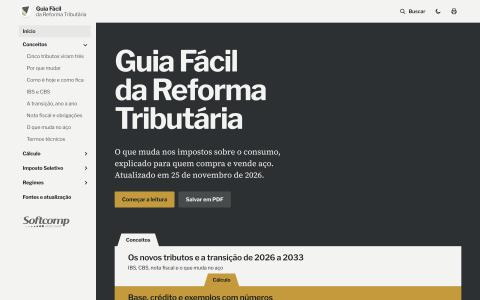 Guia Fácil
da Reforma Tributária
Buscar
Início
Conceitos
Cinco tributos viram três
Por que mudar
Como é hoje e como fica
IBS e CBS
A transição, ano a ano
Nota fiscal e obrigações
O que muda no aço
Termos técnicos
Cálculo
Imposto Seletivo
Regimes
Fontes e atualização
Softcomp
Guia Fácil
da Reforma
Tributária
O que muda nos impostos sobre o consumo,
explicado para quem compra e vende aço.
Atualizado em 25 de novembro de 2026.
Começar a leitura
Salvar em PDF
Conceitos
Os novos tributos e a transição de 2026 a 2033
IBS, CBS, nota fiscal e o que muda no aço
Cálculo
Base, crédito e exemplos com números